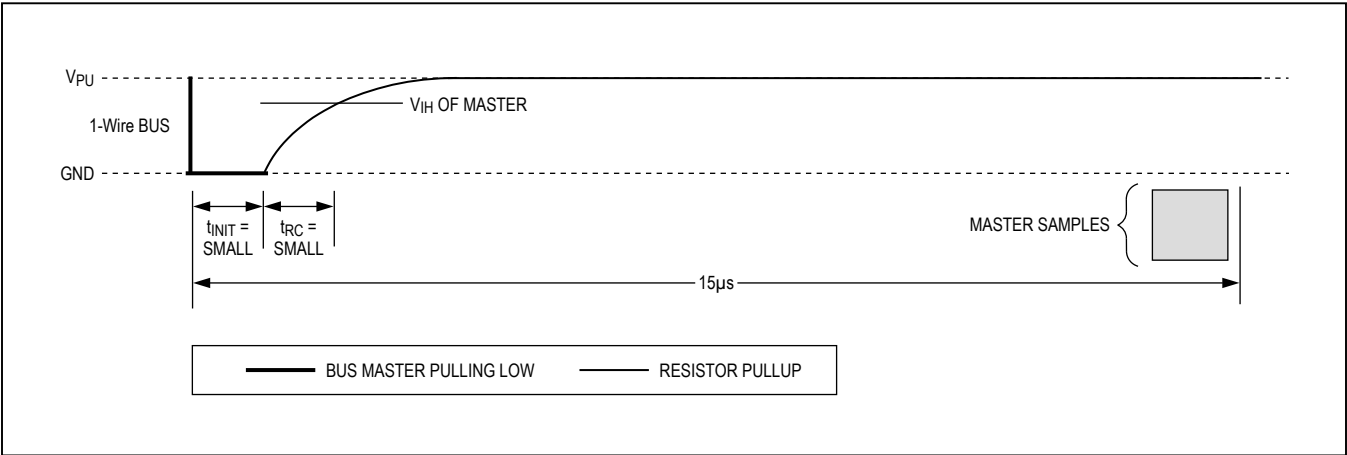 VPU
VIH OF MASTER
1-Wire BUS
GND
tINIT =
SMALL
tRC =
SMALL
MASTER SAMPLES
15µs
BUS MASTER PULLING LOW
RESISTOR PULLUP